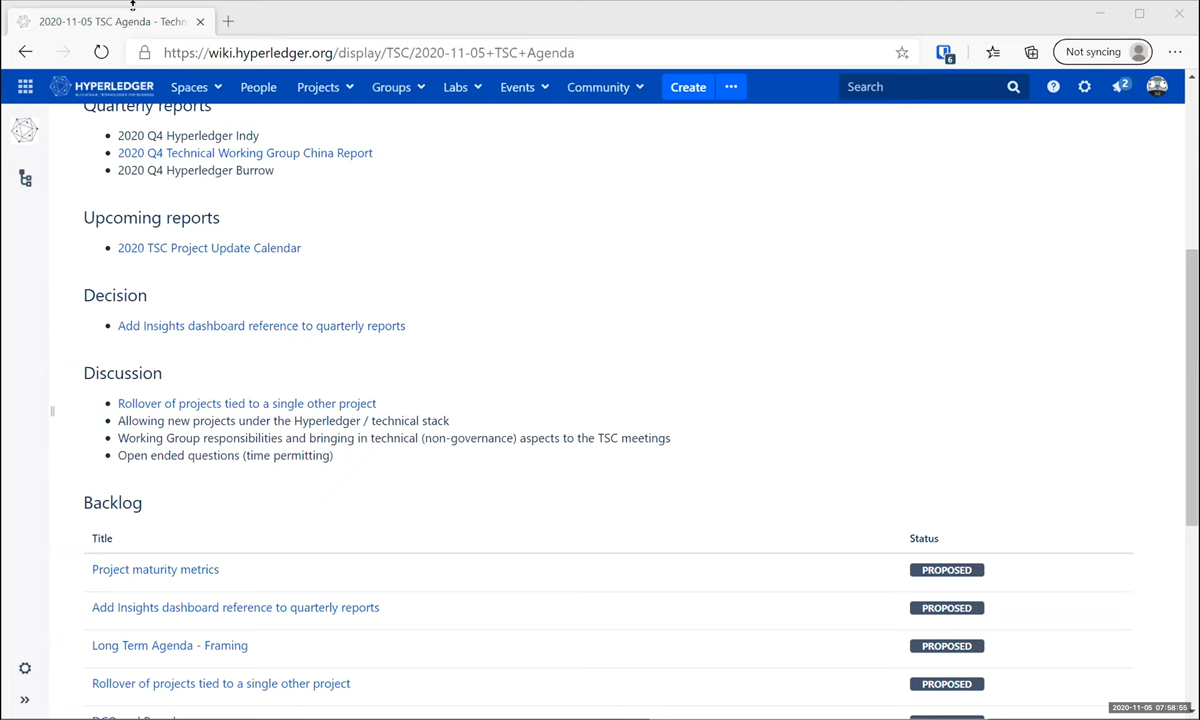 2020-11-05 TSC Agenda - Techn
https://wiki.hyperledger.org/display/TSC/2020-11-05+TSC+Agenda
6
Not syncing
HYPERLEDGER
Spaces
People
Projects
Groups
Labs
Events
Community
Create
Search
2
Quarterly reports
2020 Q4 Hyperledger Indy
2020 Q4 Technical Working Group China Report
2020 Q4 Hyperledger Burrow
Upcoming reports
2020 TSC Project Update Calendar
Decision
Add Insights dashboard reference to quarterly reports
Discussion
Rollover of projects tied to a single other project
Allowing new projects under the Hyperledger / technical stack
Working Group responsibilities and bringing in technical (non-governance) aspects to the TSC meetings
Open ended questions (time permitting)
Backlog
Title Status
Project maturity metrics PROPOSED
Add Insights dashboard reference to quarterly reports PROPOSED
Long Term Agenda - Framing PROPOSED
Rollover of projects tied to a single other project PROPOSED
2020-11-05 07:58:55